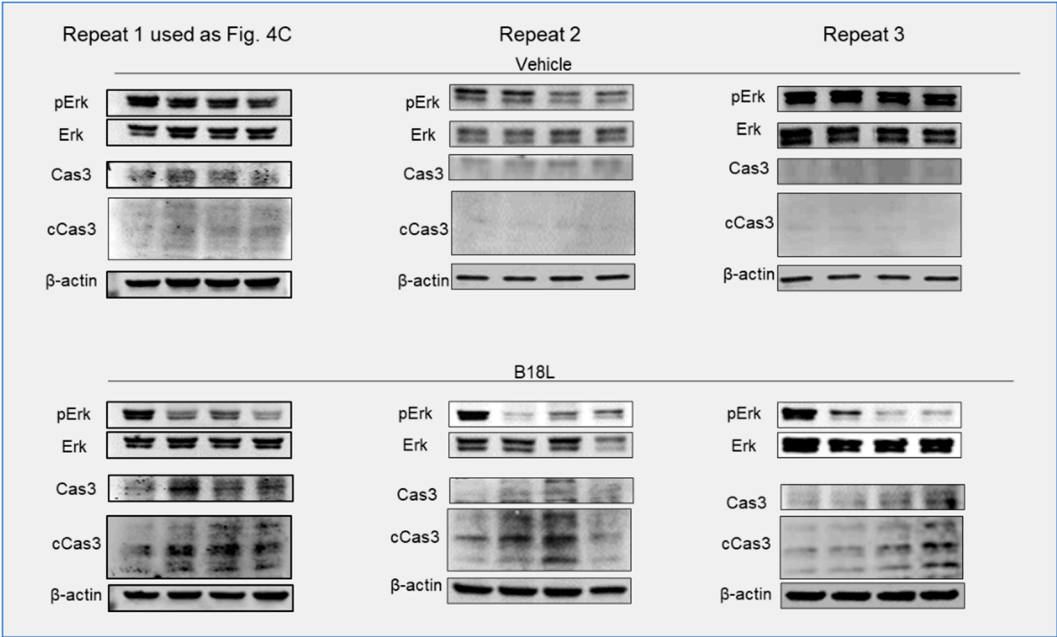 Repeat 1 used as Fig. 4C
Repeat 2
Repeat 3
Vehicle
pErk
Erk
Cas3
cCas3
β-actin
pErk
Erk
Cas3
cCas3
β-actin
pErk
Erk
Cas3
cCas3
β-actin
B18L
pErk
Erk
Cas3
cCas3
β-actin
pErk
Erk
Cas3
cCas3
β-actin
pErk
Erk
Cas3
cCas3
β-actin